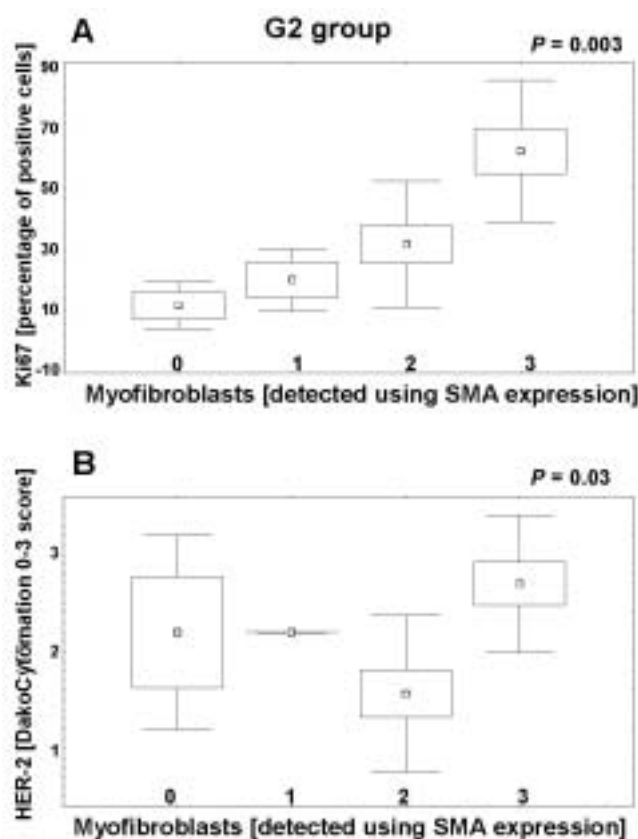 A
G2 group
P = 0.003
Ki67 [percentage of positive cells]
90
70
50
30
10
-10
0 1 2 3
Myofibroblasts [detected using SMA expression]
B
P = 0.03
HER-2 [DakoCytomation 0-3 score]
3
2
1
0 1 2 3
Myofibroblasts [detected using SMA expression]